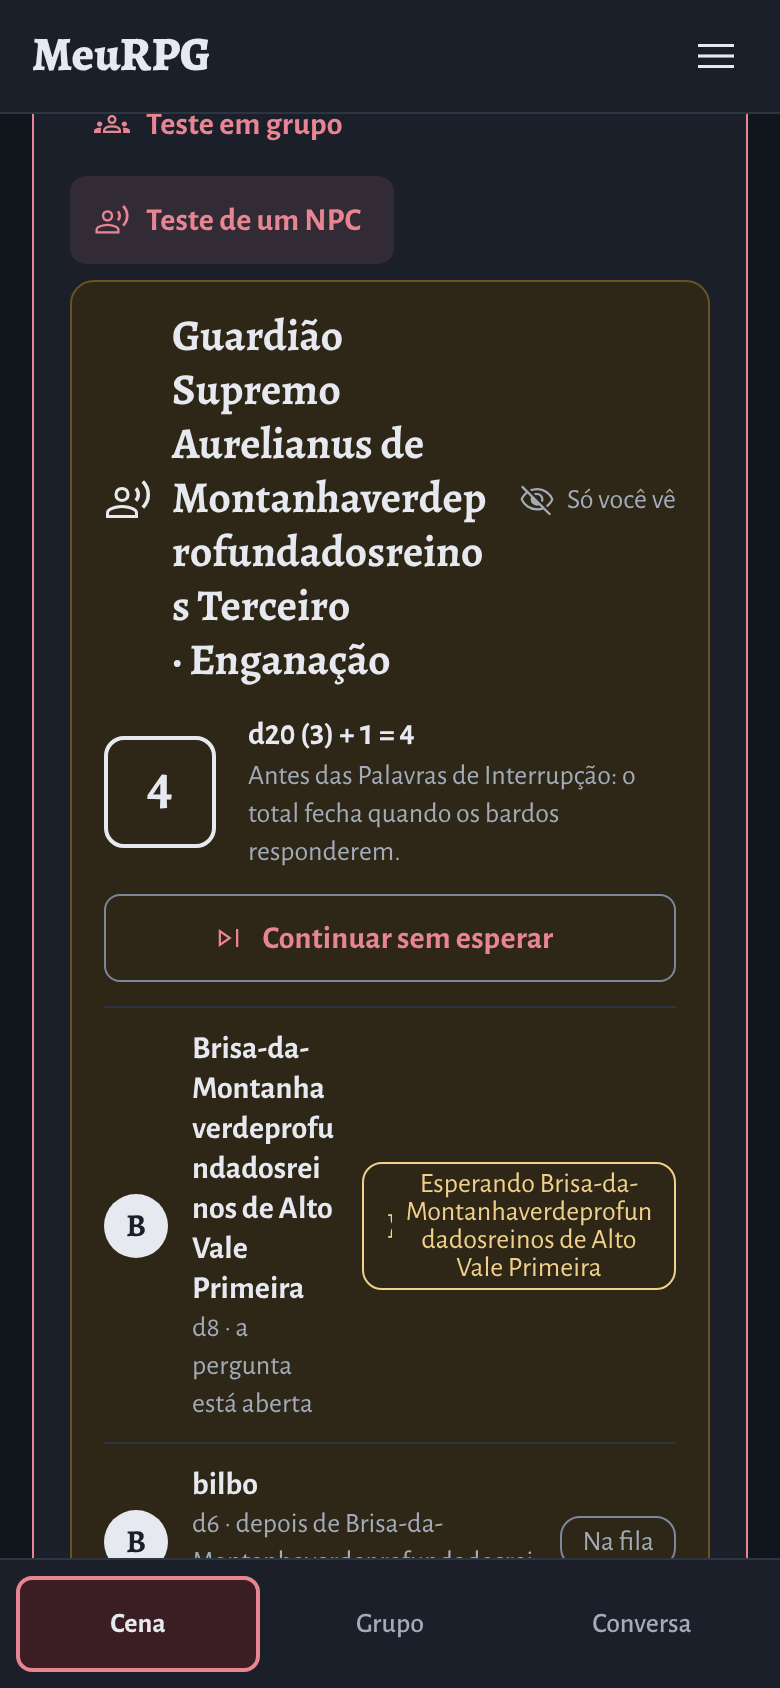 MeuRPG
Teste em grupo
Teste de um NPC
Guardião
Supremo
Aurelianus de
Montanhaverdep
rofundadosreino
s Terceiro
· Enganação
Só você vê
4
d20 (3) + 1 = 4
Antes das Palavras de Interrupção: o
total fecha quando os bardos
responderem.
Continuar sem esperar
B
Brisa-da-
Montanha
verdeprofu
ndadosrei
nos de Alto
Vale
Primeira
d8 · a
pergunta
está aberta
Esperando Brisa-da-
Montanhaverdeprofun
dadosreinos de Alto
Vale Primeira
B
bilbo
d6 · depois de Brisa-da-
Montanhaverdeprofundadosrei
Na fila
Cena
Grupo
Conversa